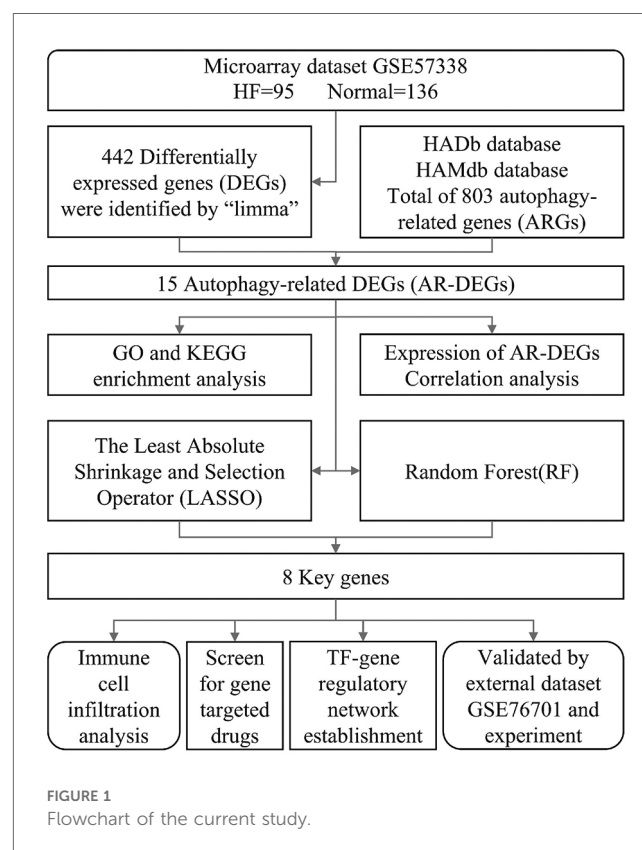 Microarray dataset GSE57338
HF=95 Normal=136
442 Differentially
expressed genes (DEGs)
were identified by “limma”
HADb database
HAMdb database
Total of 803 autophagy-
related genes (ARGs)
15 Autophagy-related DEGs (AR-DEGs)
GO and KEGG
enrichment analysis
Expression of AR-DEGs
Correlation analysis
The Least Absolute
Shrinkage and Selection
Operator (LASSO)
Random Forest(RF)
8 Key genes
Immune
cell
infiltration
analysis
Screen
for gene
targeted
drugs
TF-gene
regulatory
network
establishment
Validated by
external dataset
GSE76701 and
experiment
FIGURE 1
Flowchart of the current study.